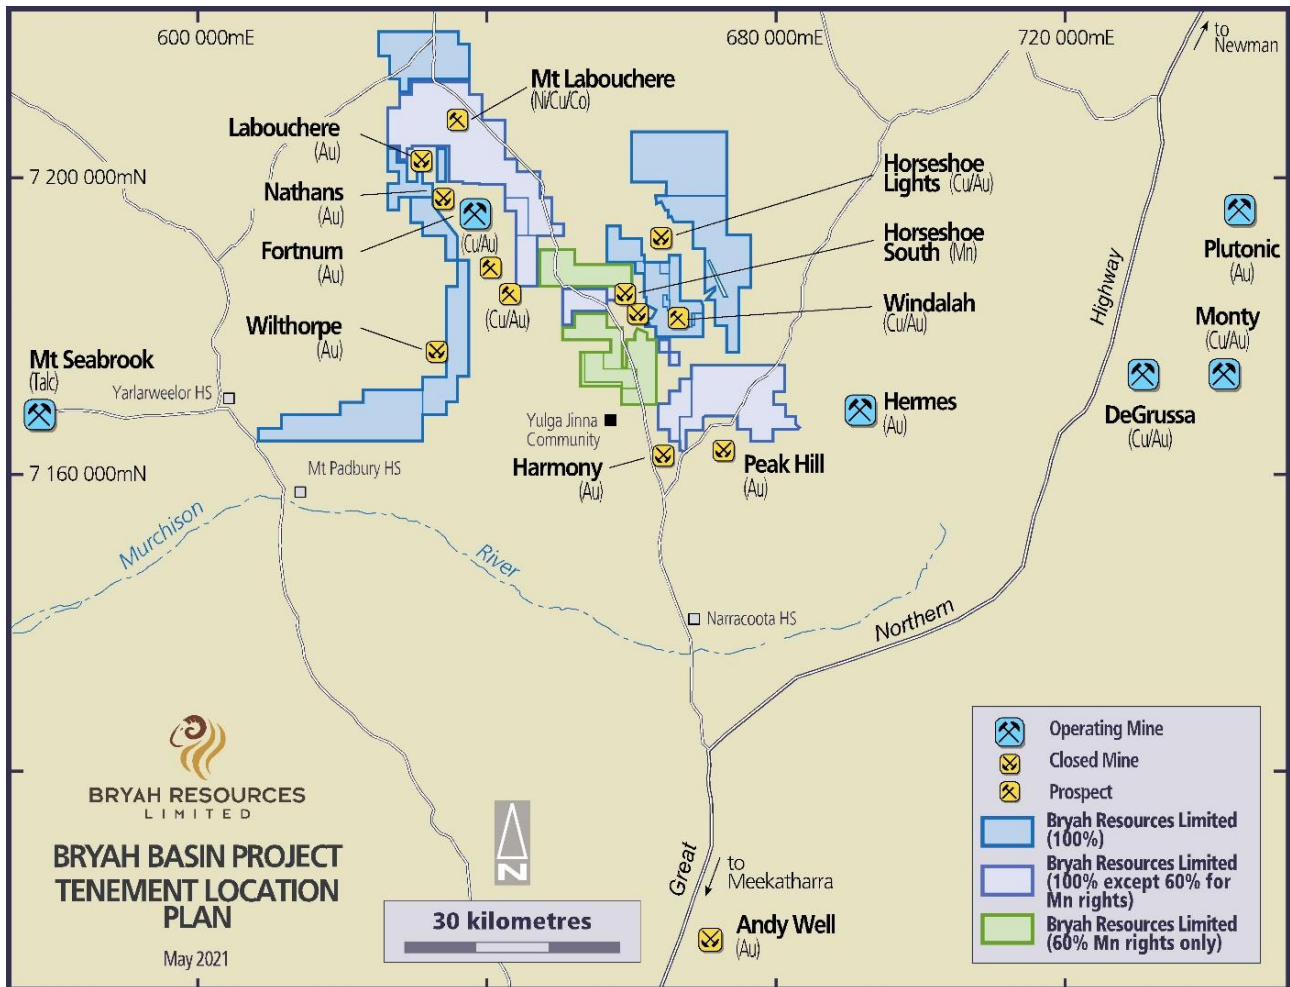 600 000mE
680 000mE
720 000mE
to
Newman
Mt Labouchere
(Ni/Cu/Co)
Labouchere
(Au)
7 200 000mN
Nathans
(Au)
Fortnum
(Au)
(Cu/Au)
(Cu/Au)
Wilthorpe
(Au)
Horseshoe
Lights (Cu/Au)
Horseshoe
South (Mn)
Windalah
(Cu/Au)
Highway
Plutonic
(Au)
Monty
(Cu/Au)
DeGrussa
(Cu/Au)
Mt Seabrook
(Talc)
Yarlarweelor HS
Yulga Jinna
Community
Hermes
(Au)
Harmony
(Au)
Peak Hill
(Au)
7 160 000mN
Mt Padbury HS
Murchison
River
Narracoota HS
Northern
Great
to
Meekatharra
Andy Well
(Au)
BRYAH RESOURCES
LIMITED
BRYAH BASIN PROJECT
TENEMENT LOCATION
PLAN
May 2021
N
30 kilometres
Operating Mine
Closed Mine
Prospect
Bryah Resources Limited
(100%)
Bryah Resources Limited
(100% except 60% for
Mn rights)
Bryah Resources Limited
(60% Mn rights only)